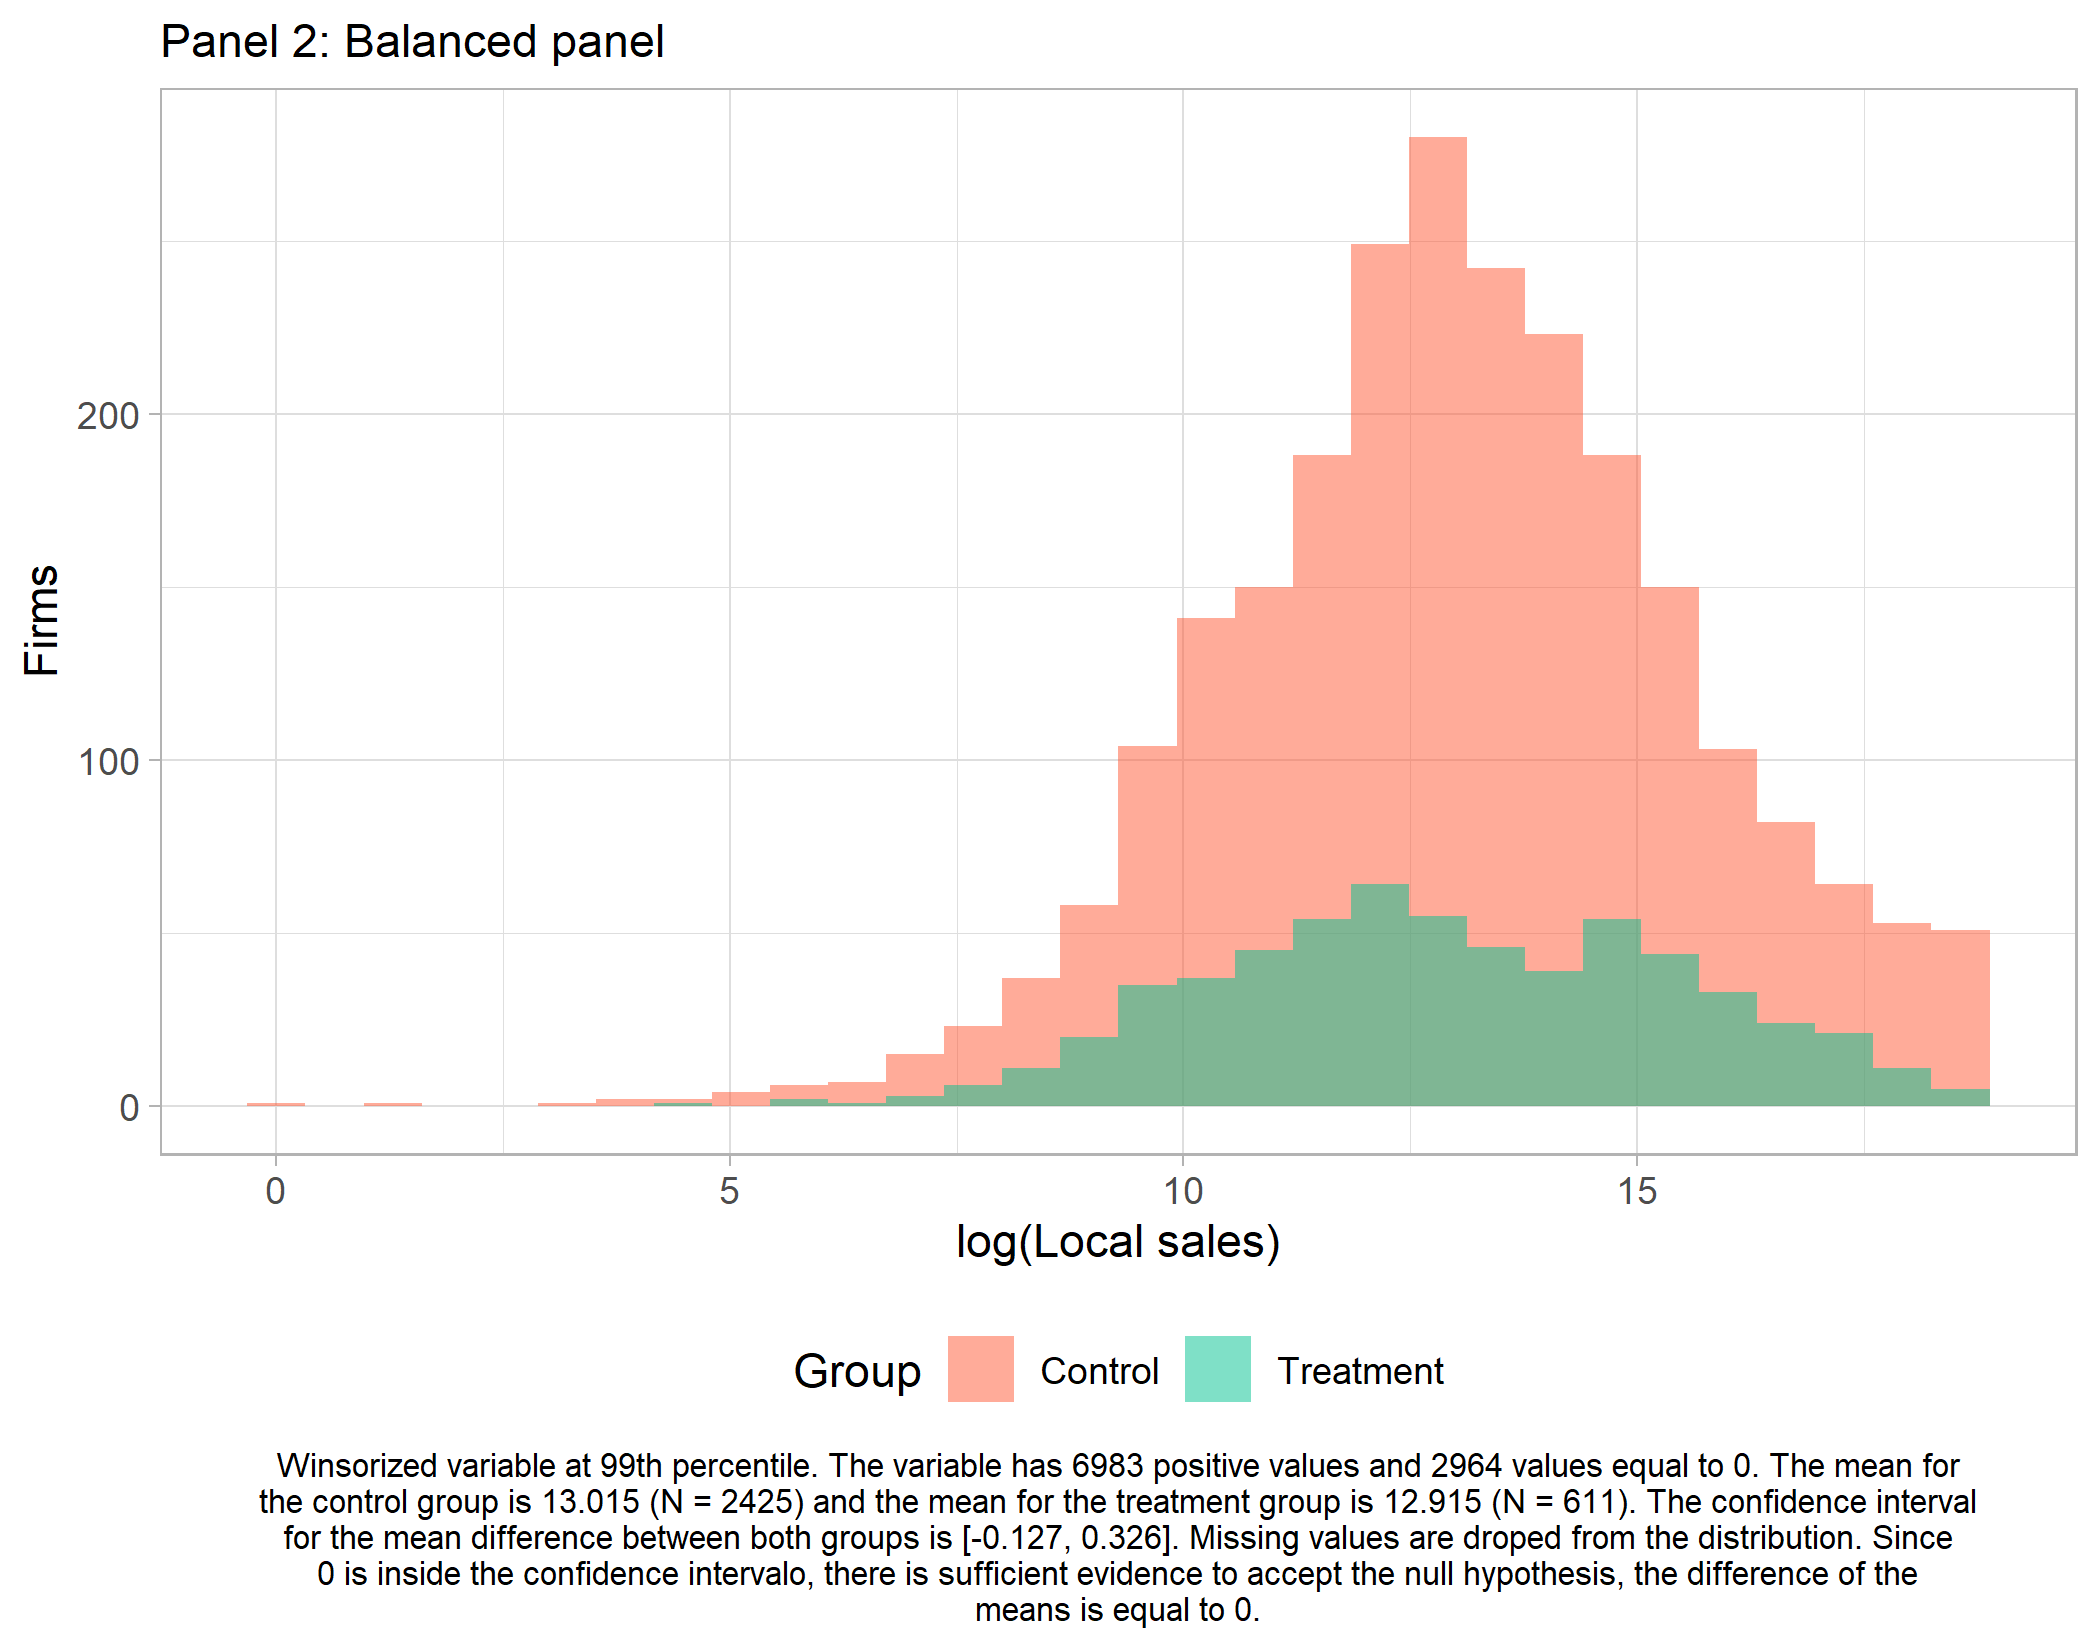 Panel 2: Balanced panel
Firms
200
100
0
0
5
10
15
log(Local sales)
Group
Control
Treatment
Winsorized variable at 99th percentile. The variable has 6983 positive values and 2964 values equal to 0. The mean for
the control group is 13.015 (N = 2425) and the mean for the treatment group is 12.915 (N = 611). The confidence interval
for the mean difference between both groups is [-0.127, 0.326]. Missing values are droped from the distribution. Since
0 is inside the confidence intervalo, there is sufficient evidence to accept the null hypothesis, the difference of the
means is equal to 0.